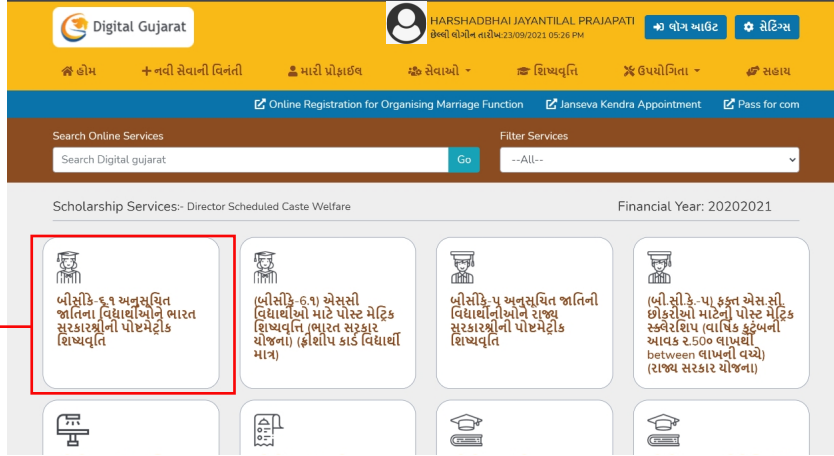 Digital Gujarat
HARSHADBHAI JAYANTILAL PRAJAPATI
છેલ્લી લોગીન તારીખ:23/09/2021 05:26 PM
લૉગ આઉટ
સેટિંગ્સ
હોમ
નવી સેવાની વિનંતી
મારી પ્રોફાઈલ
સેવાઓ
શિષ્યવૃત્તિ
ઉપયોગિતા
સહાય
Online Registration for Organising Marriage Function
Janseva Kendra Appointment
Pass for com
Search Online Services
Filter Services
Search Digital gujarat
Go
--All--
Scholarship Services:- Director Scheduled Caste Welfare
Financial Year: 20202021
બીસીકે-૬.૧ અનુસૂચિત
જાતિના વિદ્યાર્થીઓને ભારત
સરકારશ્રીની પોષ્ટમેટ્રીક
શિષ્યવૃતિ
(બીસીકે-6.૧) એસસી
વિદ્યાર્થીઓ માટે પોસ્ટ મેટ્રિક
શિષ્યવૃત્તિ (ભારત સરકાર
યોજના) (ફ્રીશીપ કાર્ડ વિદ્યાર્થી
માત્ર)
બીસીકે-૫ અનુસૂચિત જાતિની
વિદ્યાર્થીનીઓને રાજ્ય
સરકારશ્રીની પોષ્ટમેટ્રીક
શિષ્યવૃતિ
(બી.સી.કે.-૫) ફક્ત એસ.સી.
છોકરીઓ માટેની પોસ્ટ મેટ્રિક
સ્ક્લેરશિપ (વાર્ષિક કુટુંબની
આવક ૨.50૦ લાખથી
between લાખની વચ્ચે)
(રાજ્ય સરકાર યોજના)